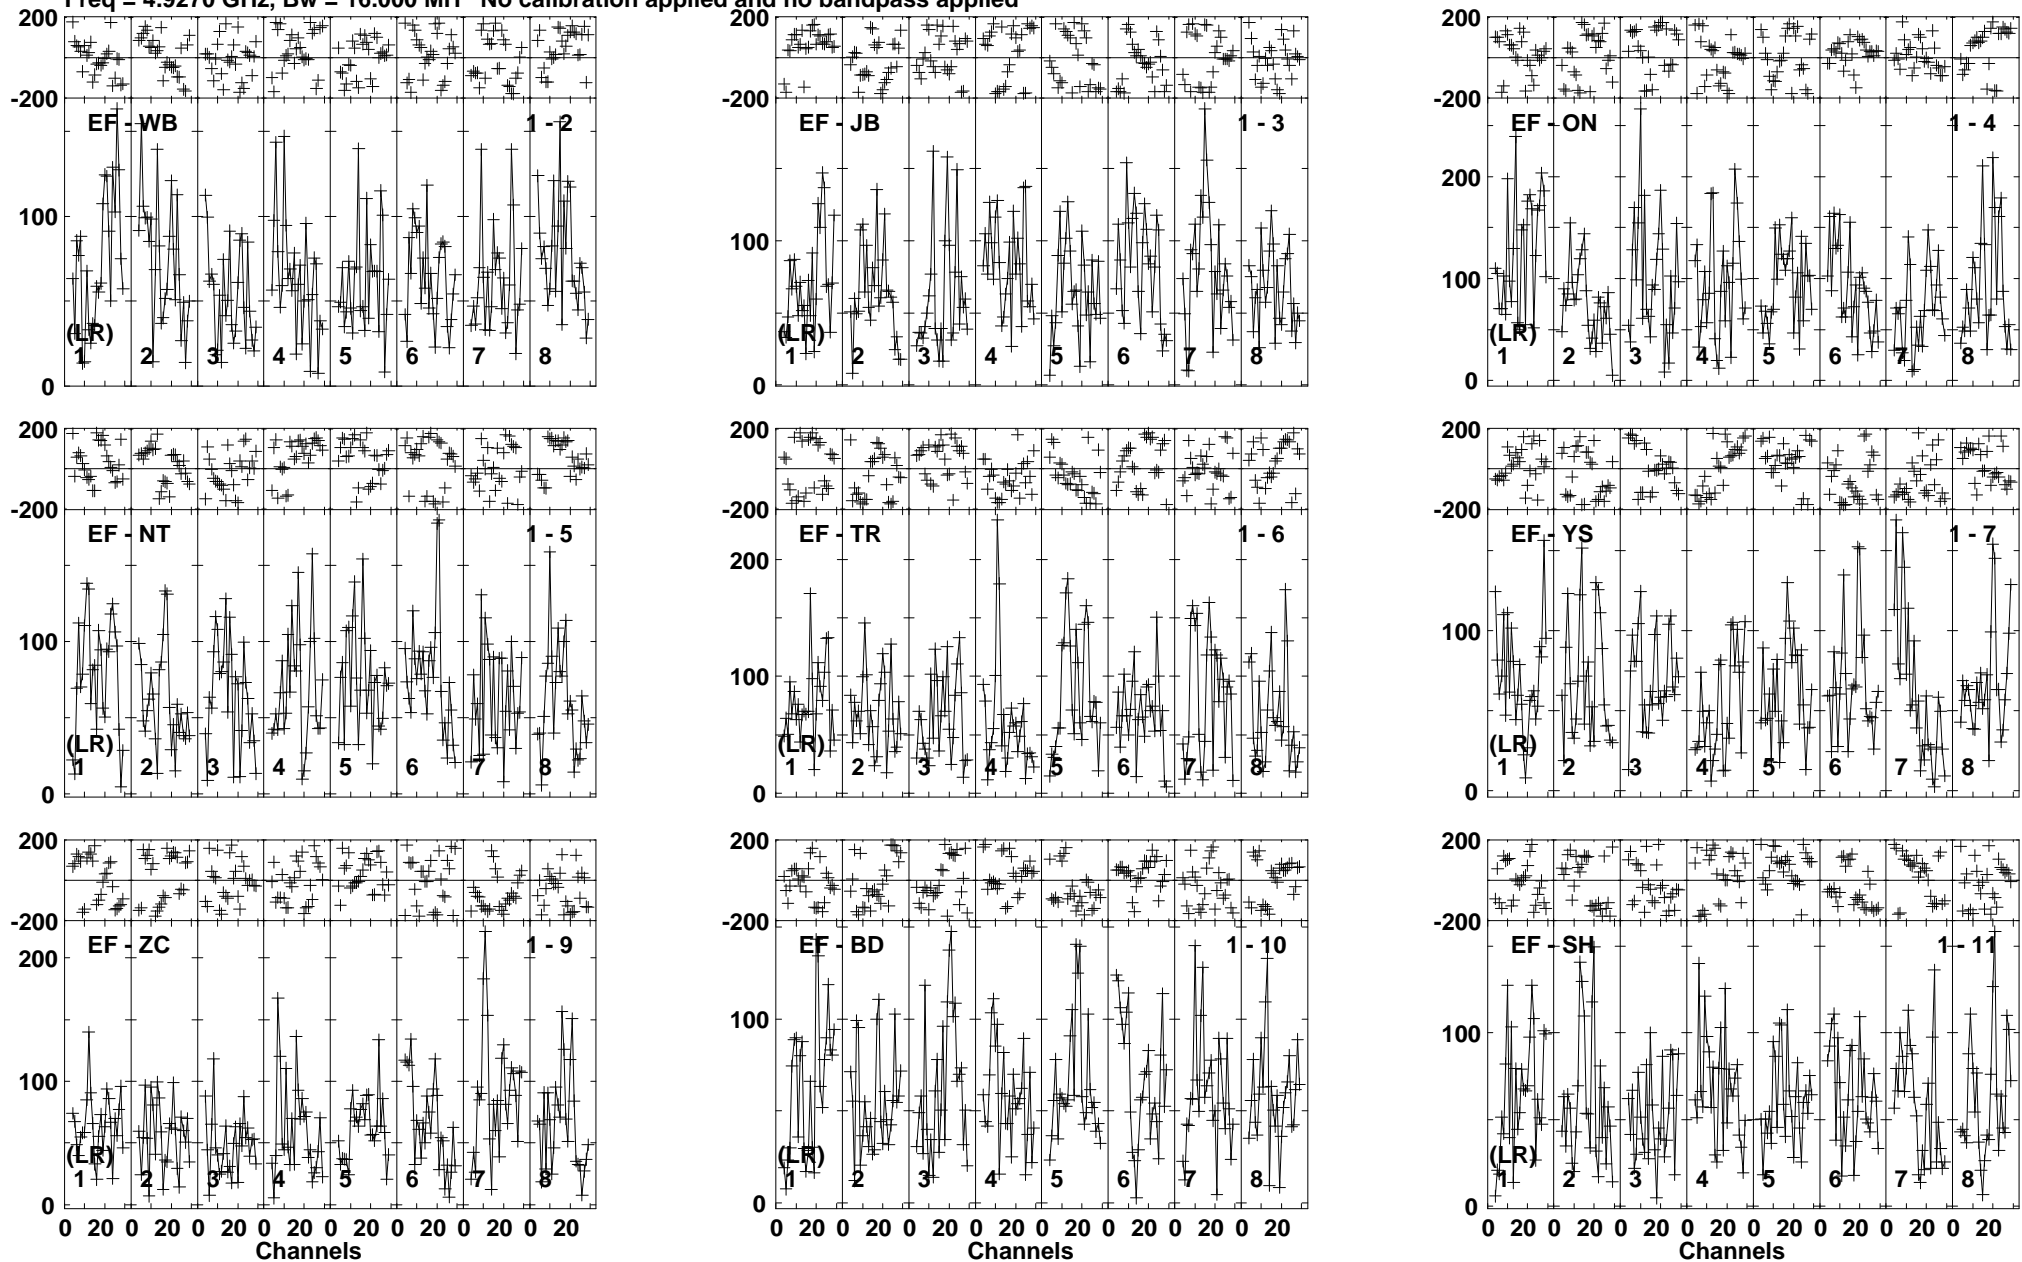 Freq = 4.9270 GHz, Bw = 16.000 MH No calibration applied and no bandpass applied
200 200 200
-200 -200 -200
EF - WB 1 - 2 EF - JB 1 - 3 EF - ON 1 - 4
200
100 100 100
(LR) (LR) (LR)
1 2 3 4 5 6 7 8 1 2 3 4 5 6 7 8 1 2 3 4 5 6 7 8
0 0 0
200 200 200
-200 -200 -200
EF - NT 1 - 5 EF - TR 1 - 6 EF - YS 1 - 7
200
100 100 100
(LR) (LR) (LR)
1 2 3 4 5 6 7 8 1 2 3 4 5 6 7 8 1 2 3 4 5 6 7 8
0 0 0
200 200 200
-200 -200 -200
EF - ZC 1 - 9 EF - BD 1 - 10 EF - SH 1 - 11
200
100 100 100
(LR) (LR) (LR)
1 2 3 4 5 6 7 8 1 2 3 4 5 6 7 8 1 2 3 4 5 6 7 8
0 0 0
0 20 0 20 0 20 0 20 0 20 0 20 0 20 0 20 0 20 0 20 0 20 0 20 0 20 0 20 0 20 0 20 0 20 0 20 0 20 0 20 0 20 0 20 0 20 0 20
Channels Channels Channels